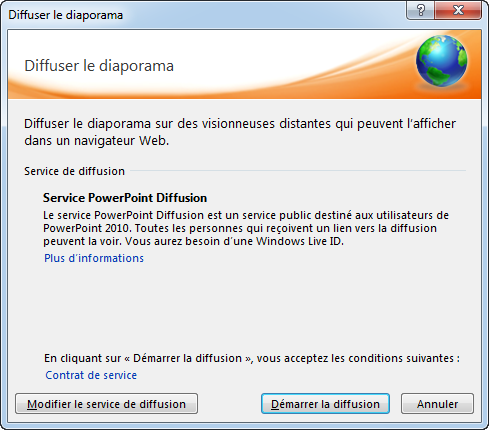 Diffuser le diaporama
Diffuser le diaporama
Diffuser le diaporama sur des visionneuses distantes qui peuvent l'afficher
dans un navigateur Web.
Service de diffusion
Service PowerPoint Diffusion
Le service PowerPoint Diffusion est un service public destiné aux utilisateurs de
PowerPoint 2010. Toutes les personnes qui reçoivent un lien vers la diffusion
peuvent la voir. Vous aurez besoin d'une Windows Live ID.
Plus d'informations
En cliquant sur « Démarrer la diffusion », vous acceptez les conditions suivantes :
Contrat de service
Modifier le service de diffusion
Démarrer la diffusion
Annuler